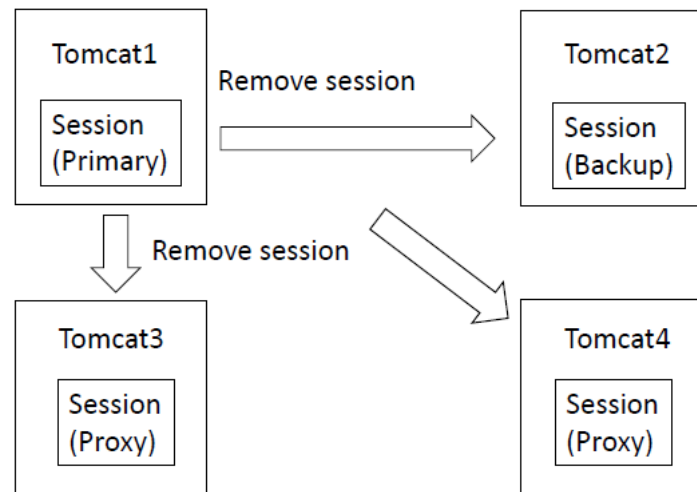 Tomcat1
Session
(Primary)
Remove session
Tomcat2
Session
(Backup)
Remove session
Tomcat3
Session
(Proxy)
Tomcat4
Session
(Proxy)